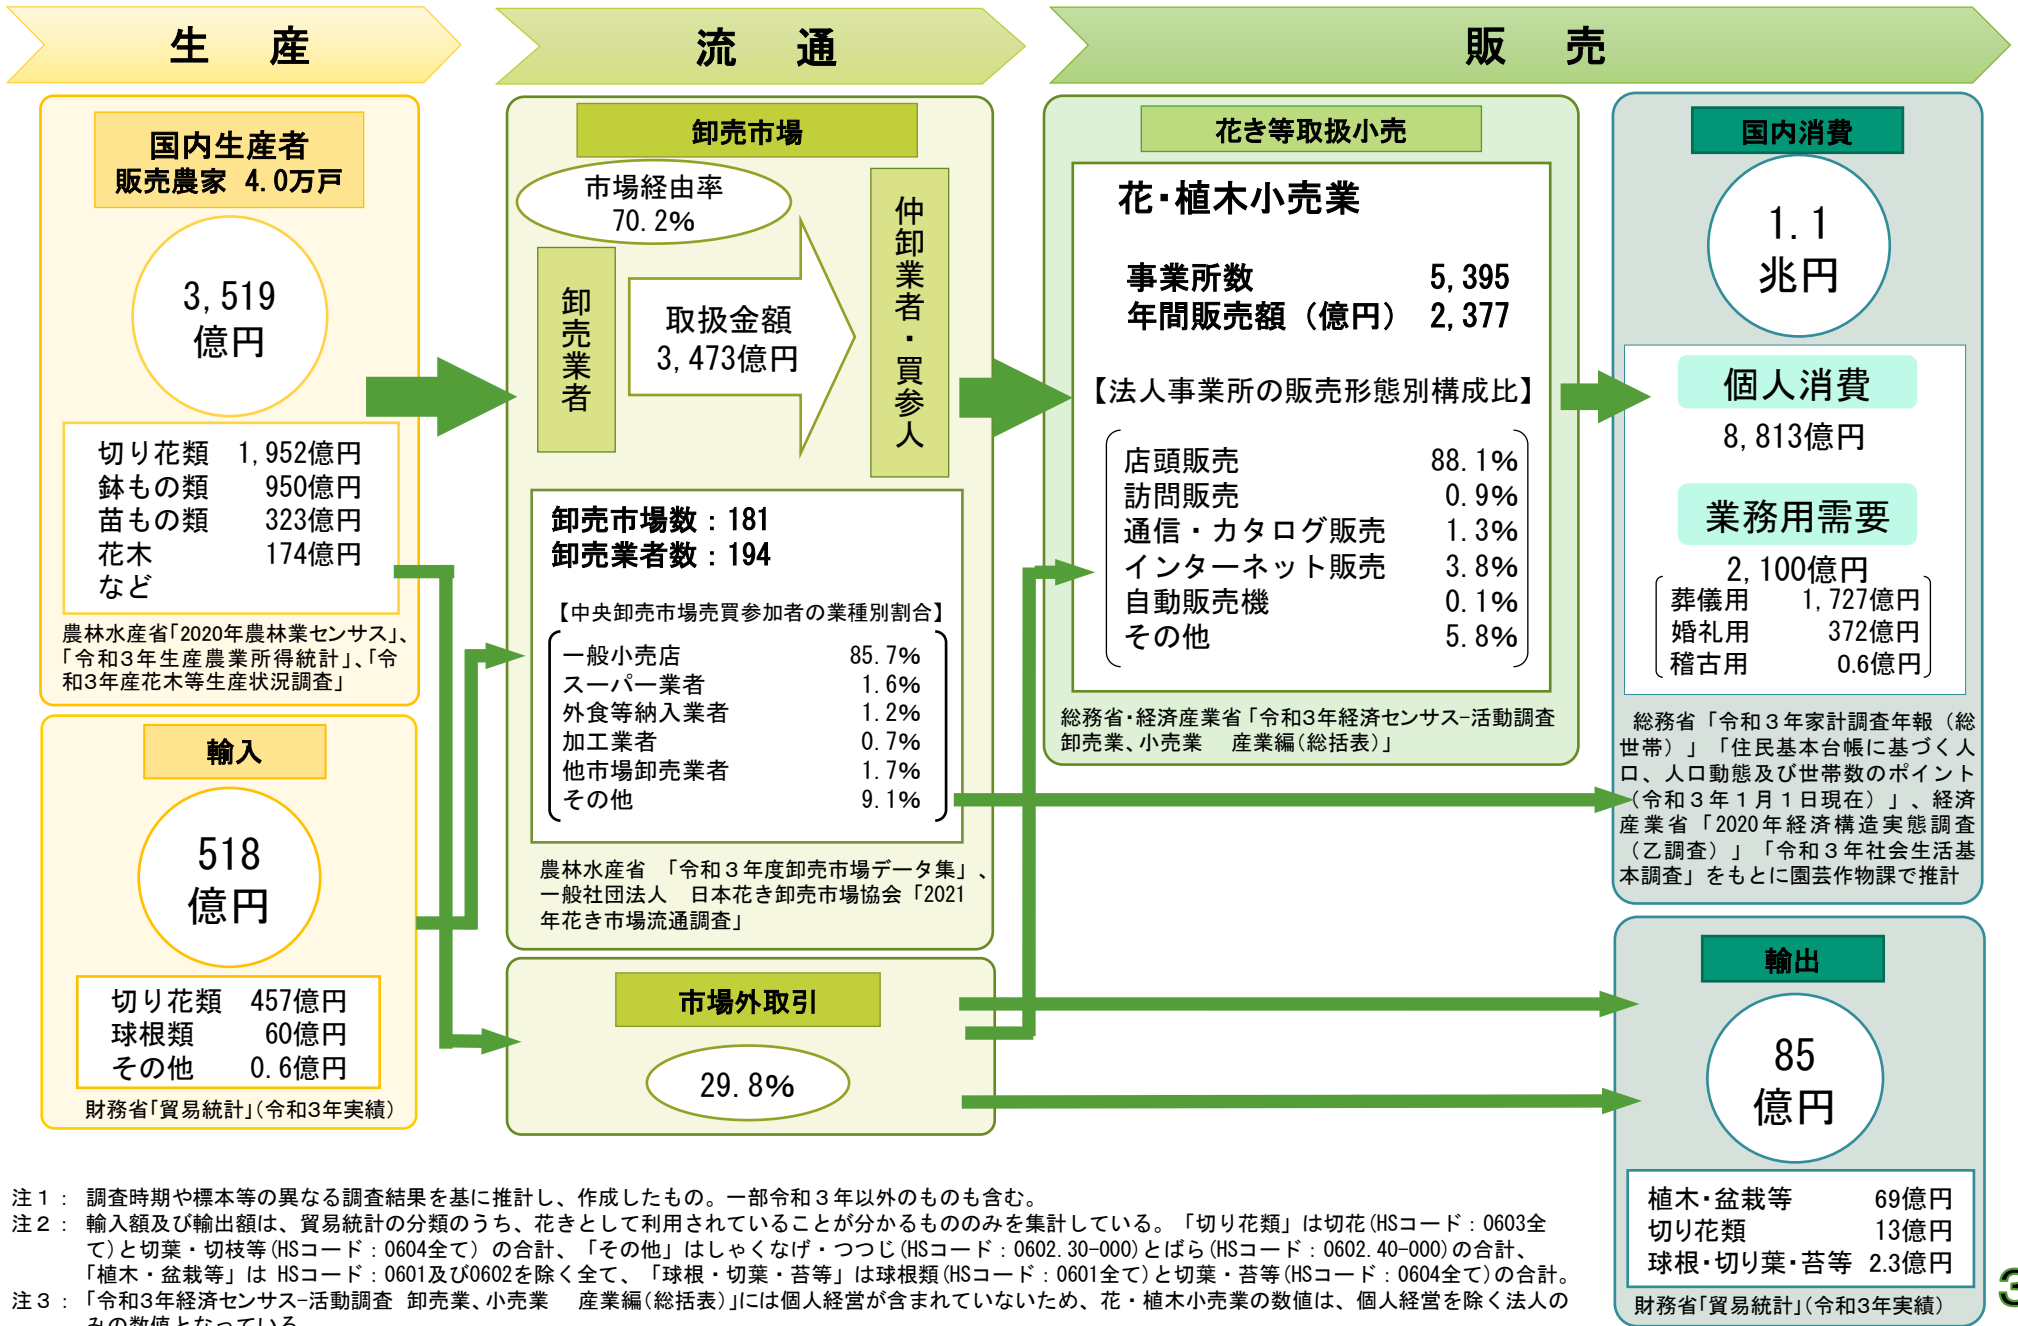 生　産
流　通
販　売
国内生産者
販売農家 4.0万戸
3,519
億円
切り花類 1,952億円
鉢もの類 950億円
苗もの類 323億円
花木 174億円
など
農林水産省「2020年農林業センサス」、
「令和3年生産農業所得統計」、「令
和3年産花木等生産状況調査」
輸入
518
億円
切り花類 457億円
球根類 60億円
その他 0.6億円
財務省「貿易統計」(令和3年実績)
卸売市場
市場経由率
70.2%
卸売業者
取扱金額
3,473億円
仲卸業者・買参人
卸売市場数：181
卸売業者数：194
【中央卸売市場売買参加者の業種別割合】
一般小売店 85.7%
スーパー業者 1.6%
外食等納入業者 1.2%
加工業者 0.7%
他市場卸売業者 1.7%
その他 9.1%
農林水産省　「令和３年度卸売市場データ集」、
一般社団法人　日本花き卸売市場協会「2021
年花き市場流通調査」
市場外取引
29.8%
花き等取扱小売
花・植木小売業
事業所数 5,395
年間販売額（億円） 2,377
【法人事業所の販売形態別構成比】
店頭販売 88.1%
訪問販売 0.9%
通信・カタログ販売 1.3%
インターネット販売 3.8%
自動販売機 0.1%
その他 5.8%
総務省・経済産業省「令和3年経済センサス-活動調査
卸売業、小売業　産業編(総括表)」
国内消費
1.1
兆円
個人消費
8,813億円
業務用需要
2,100億円
葬儀用 1,727億円
婚礼用 372億円
稽古用 0.6億円
総務省「令和３年家計調査年報（総
世帯）」「住民基本台帳に基づく人
口、人口動態及び世帯数のポイント
（令和３年１月１日現在）」、経済
産業省「2020年経済構造実態調査
（乙調査）」「令和３年社会生活基
本調査」をもとに園芸作物課で推計
輸出
85
億円
植木・盆栽等 69億円
切り花類 13億円
球根・切り葉・苔等 2.3億円
財務省「貿易統計」(令和3年実績)
注１： 調査時期や標本等の異なる調査結果を基に推計し、作成したもの。一部令和３年以外のものも含む。
注２： 輸入額及び輸出額は、貿易統計の分類のうち、花きとして利用されていることが分かるもののみを集計している。「切り花類」は切花(HSコード：0603全
て)と切葉・切枝等(HSコード：0604全て）の合計、「その他」はしゃくなげ・つつじ(HSコード：0602.30-000)とばら(HSコード：0602.40-000)の合計、
「植木・盆栽等」は HSコード：0601及び0602を除く全て、「球根・切葉・苔等」は球根類(HSコード：0601全て)と切葉・苔等(HSコード：0604全て)の合計。
注３： 「令和3年経済センサス-活動調査 卸売業、小売業　産業編(総括表)」には個人経営が含まれていないため、花・植木小売業の数値は、個人経営を除く法人の
みの数値となっている
3